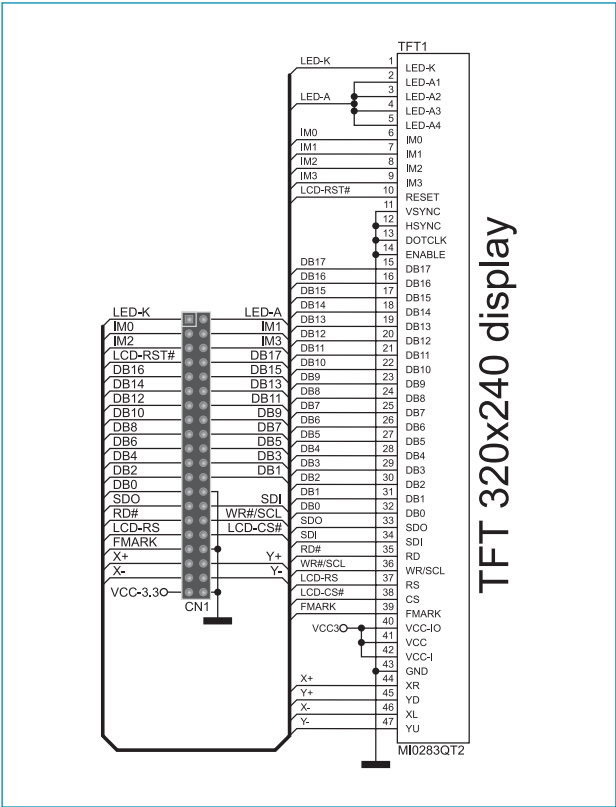 TFT1
LED-K 1 LED-K
2 LED-A1
3 LED-A2
LED-A 4 LED-A3
5 LED-A4
IM0 6 IM0
IM1 7 IM1
IM2 8 IM2
IM3 9 IM3
LCD-RST# 10 RESET
11 VSYNC
12 HSYNC
13 DOTCLK
14 ENABLE
DB17 15 DB17
DB16 16 DB16
DB15 17 DB15
DB14 18 DB14
DB13 19 DB13
DB12 20 DB12
DB11 21 DB11
DB10 22 DB10
DB9 23 DB9
DB8 24 DB8
DB7 25 DB7
DB6 26 DB6
DB5 27 DB5
DB4 28 DB4
DB3 29 DB3
DB2 30 DB2
DB1 31 DB1
DB0 32 DB0
SDO 33 SDO
SDI 34 SDI
RD# 35 RD
WR#/SCL 36 WR/SCL
LCD-RS 37 RS
LCD-CS# 38 CS
FMARK 39 FMARK
40 VCC-IO
VCC3 41 VCC
42 VCC-I
43 GND
X+ 44 XR
Y+ 45 YD
X- 46 XL
Y- 47 YU
MI0283QT2
TFT 320x240 display
LED-K LED-A
IM0 IM1
IM2 IM3
LCD-RST# DB17
DB16 DB15
DB14 DB13
DB12 DB11
DB10 DB9
DB8 DB7
DB6 DB5
DB4 DB3
DB2 DB1
DB0
SDO SDI
RD# WR#/SCL
LCD-RS LCD-CS#
FMARK
X+ Y+
X- Y-
VCC-3.3
CN1